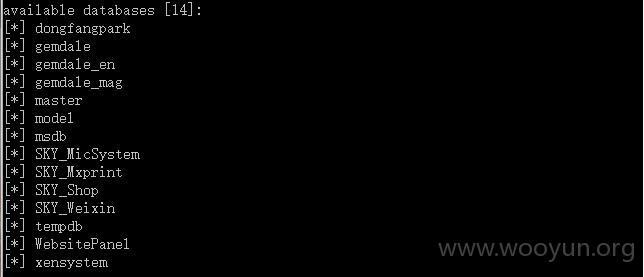 available databases [14]:
[*] dongfangpark
[*] gemdale
[*] gemdale_en
[*] gemdale_mag
[*] master
[*] model
[*] msdb
[*] SKY_MicSystem
[*] SKY_Mxprint
[*] SKY_Shop
[*] SKY_Weixin
[*] tempdb
[*] WebsitePanel
[*] xensystem
www.wooyun.org